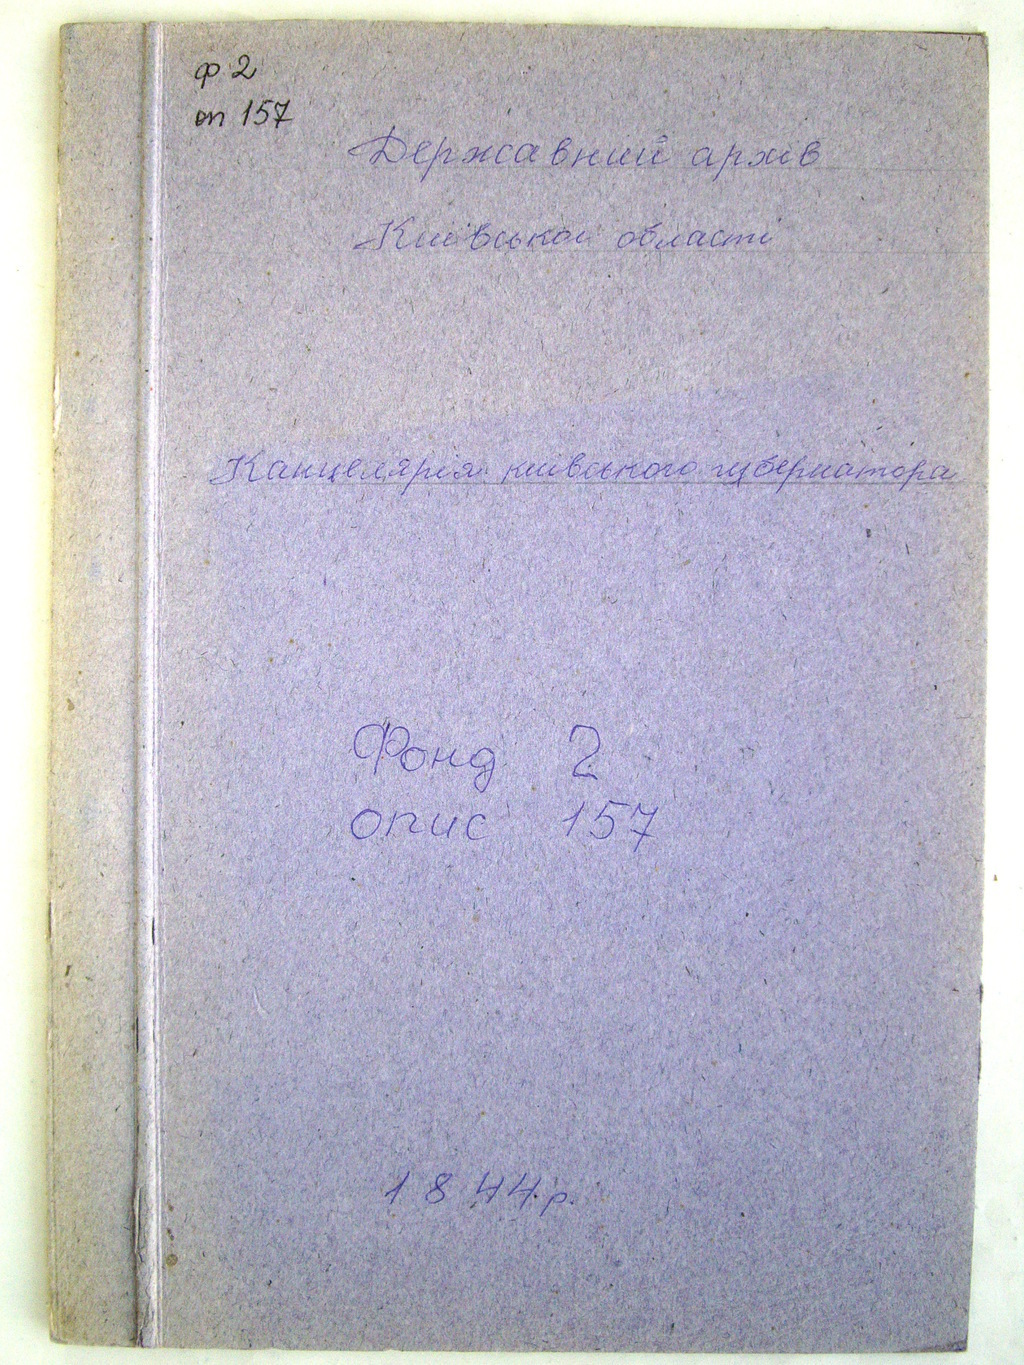 ф 2
оп 157
Державний архів
Київської області
Канцелярія київського губернатора
Фонд 2
опис 157
1844 р.